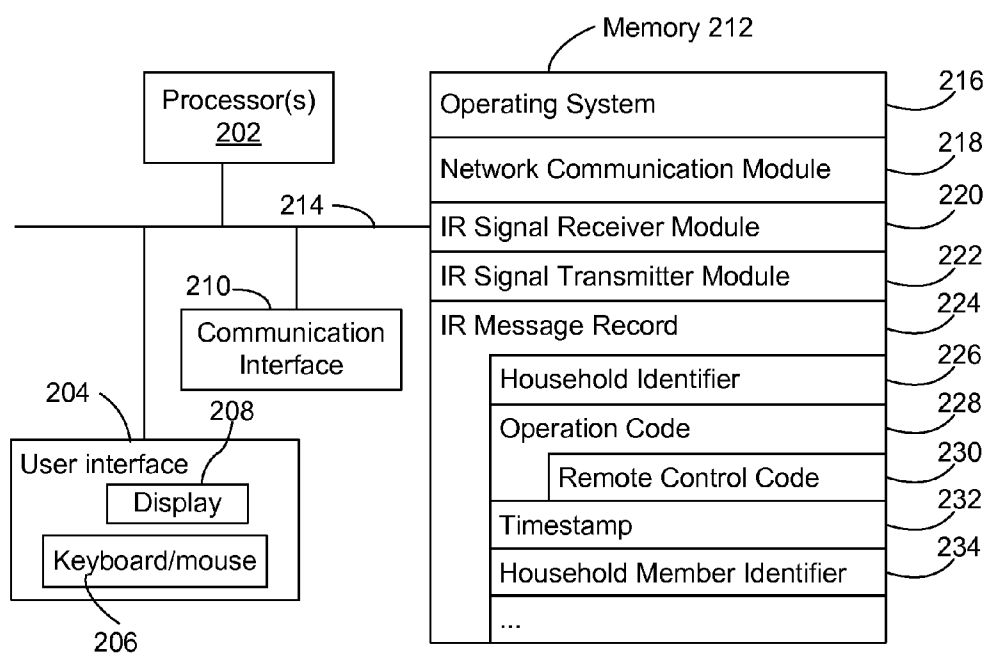 Memory 212
Processor(s)
202
Operating System
216
Network Communication Module
218
214
IR Signal Receiver Module
220
IR Signal Transmitter Module
222
210
Communication
Interface
IR Message Record
224
Household Identifier
226
204
208
Operation Code
228
User interface
Display
Remote Control Code
230
Timestamp
232
Keyboard/mouse
Household Member Identifier
234
206
...